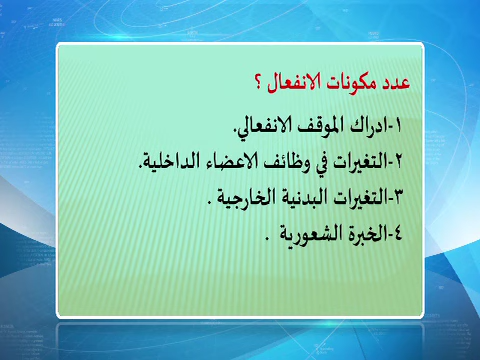 عدد مكونات الانفعال ؟
١-ادراك الموقف الانفعالي.
٢-التغيرات في وظائف الاعضاء الداخلية.
٣-التغيرات البدنية الخارجية .
٤-الخبرة الشعورية .